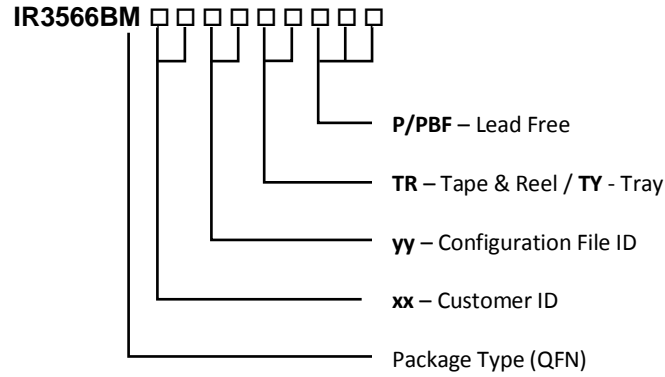 IR3566BM □ □ □ □ □ □ □ □ □
P/PBF – Lead Free
TR – Tape & Reel / TY - Tray
yy – Configuration File ID
xx – Customer ID
Package Type (QFN)